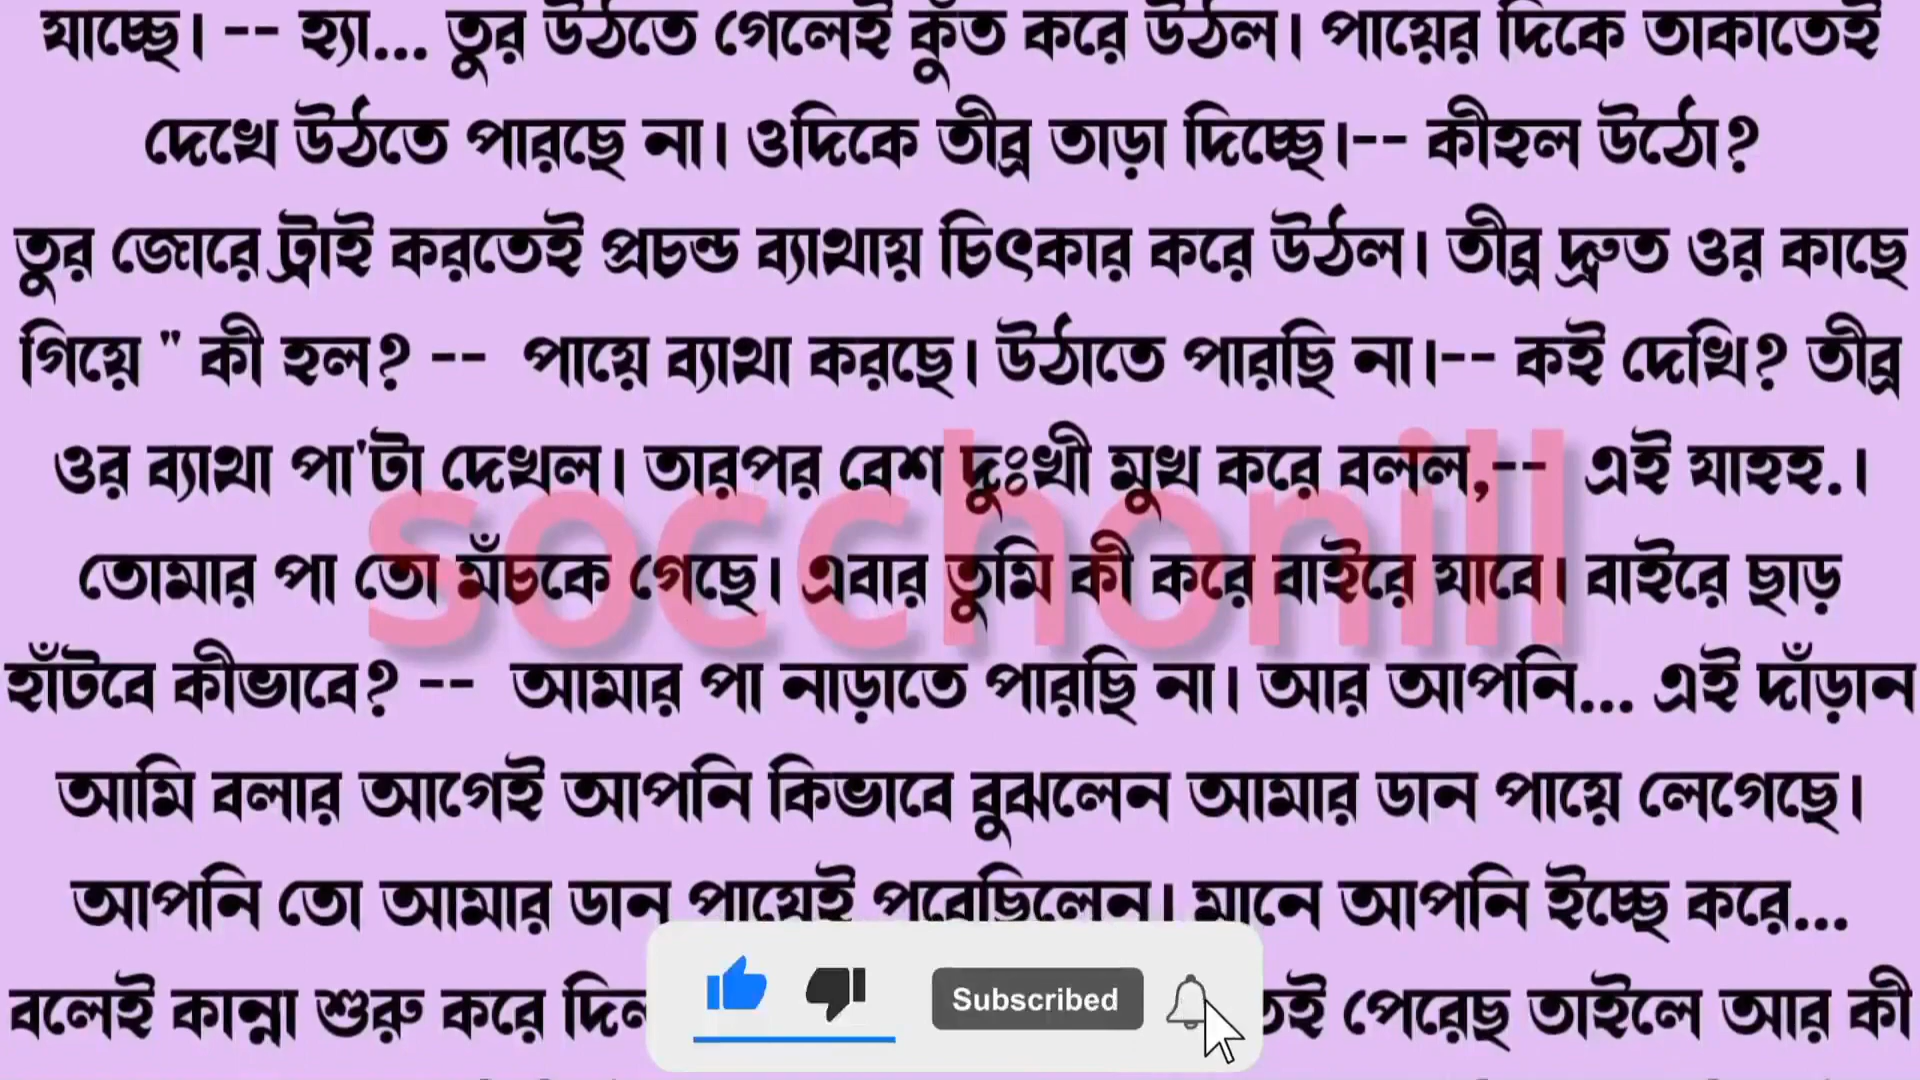 যাচ্ছে। -- হ্যা... তুর উঠতে গেলেই কুঁত করে উঠল। পায়ের দিকে তাকাতেই
দেখে উঠতে পারছে না। ওদিকে তীব্র তাড়া দিচ্ছে।-- কীহল উঠো?
তুর জোরে ট্রাই করতেই প্রচন্ড ব্যাথায় চিৎকার করে উঠল। তীব্র দ্রুত ওর কাছে
গিয়ে " কী হল? -- পায়ে ব্যাথা করছে। উঠাতে পারছি না।-- কই দেখি? তীব্র
ওর ব্যাথা পা'টা দেখল। তারপর বেশ দুঃখী মুখ করে বলল,-- এই যাহহ.।
socchonill
তোমার পা তো মঁচকে গেছে। এবার তুমি কী করে বাইরে যাবে। বাইরে ছাড়
হাঁটবে কীভাবে? -- আমার পা নাড়াতে পারছি না। আর আপনি... এই দাঁড়ান
আমি বলার আগেই আপনি কিভাবে বুঝলেন আমার ডান পায়ে লেগেছে।
আপনি তো আমার ডান পায়েই পরেছিলেন। মানে আপনি ইচ্ছে করে...
বলেই কান্না শুরু করে পেরেছ তাইলে আর কী
Subscribed